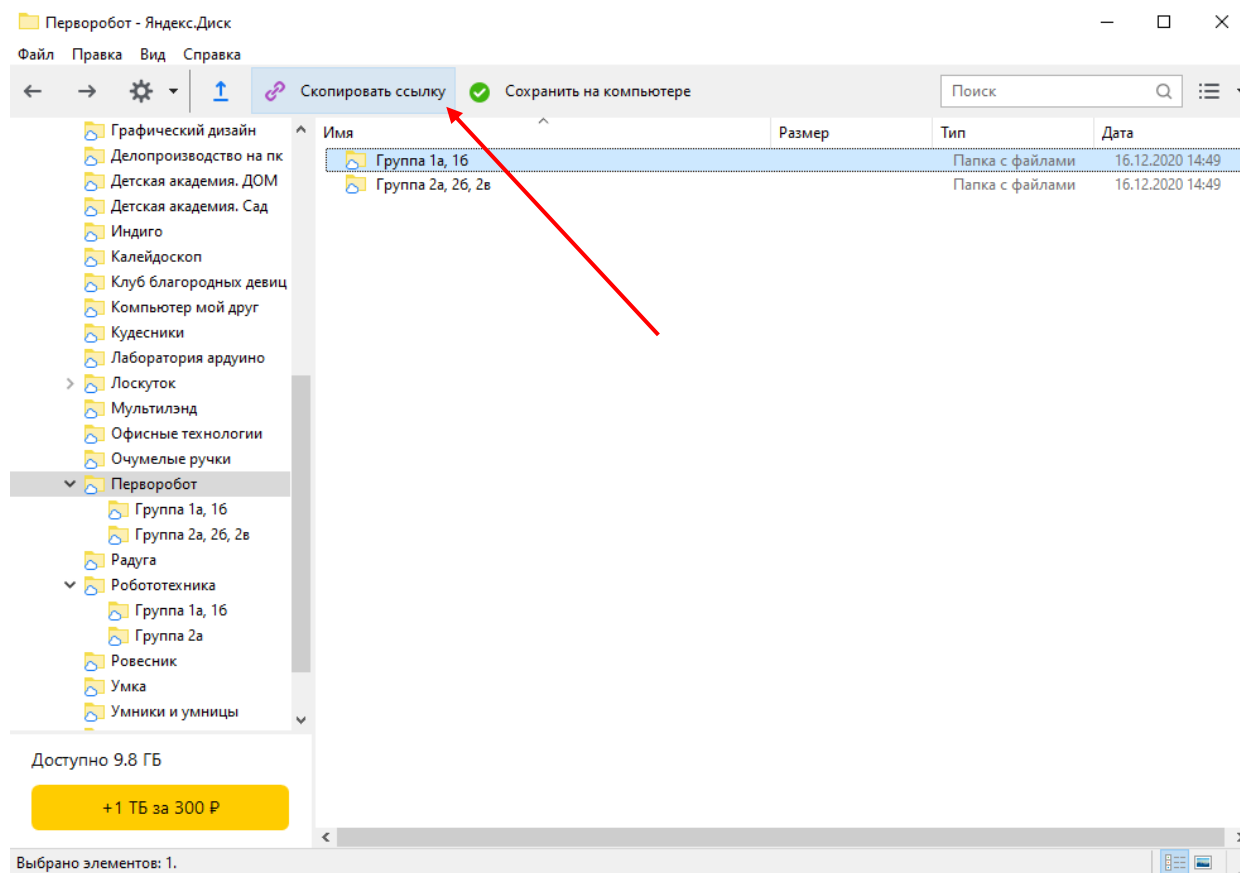 Перворобот - Яндекс.Диск
Файл Правка Вид Справка
Скопировать ссылку Сохранить на компьютере Поиск
Графический дизайн
Делопроизводство на пк
Детская академия. ДОМ
Детская академия. Сад
Индиго
Калейдоскоп
Клуб благородных девиц
Компьютер мой друг
Кудесники
Лаборатория ардуино
Лоскуток
Мультилэнд
Офисные технологии
Очумелые ручки
Перворобот
Группа 1а, 1б
Группа 2а, 2б, 2в
Радуга
Робототехника
Группа 1а, 1б
Группа 2а
Ровесник
Умка
Умники и умницы
Имя Размер Тип Дата
Группа 1а, 1б Папка с файлами 16.12.2020 14:49
Группа 2а, 2б, 2в Папка с файлами 16.12.2020 14:49
Доступно 9.8 ГБ
+1 ТБ за 300 ₽
Выбрано элементов: 1.